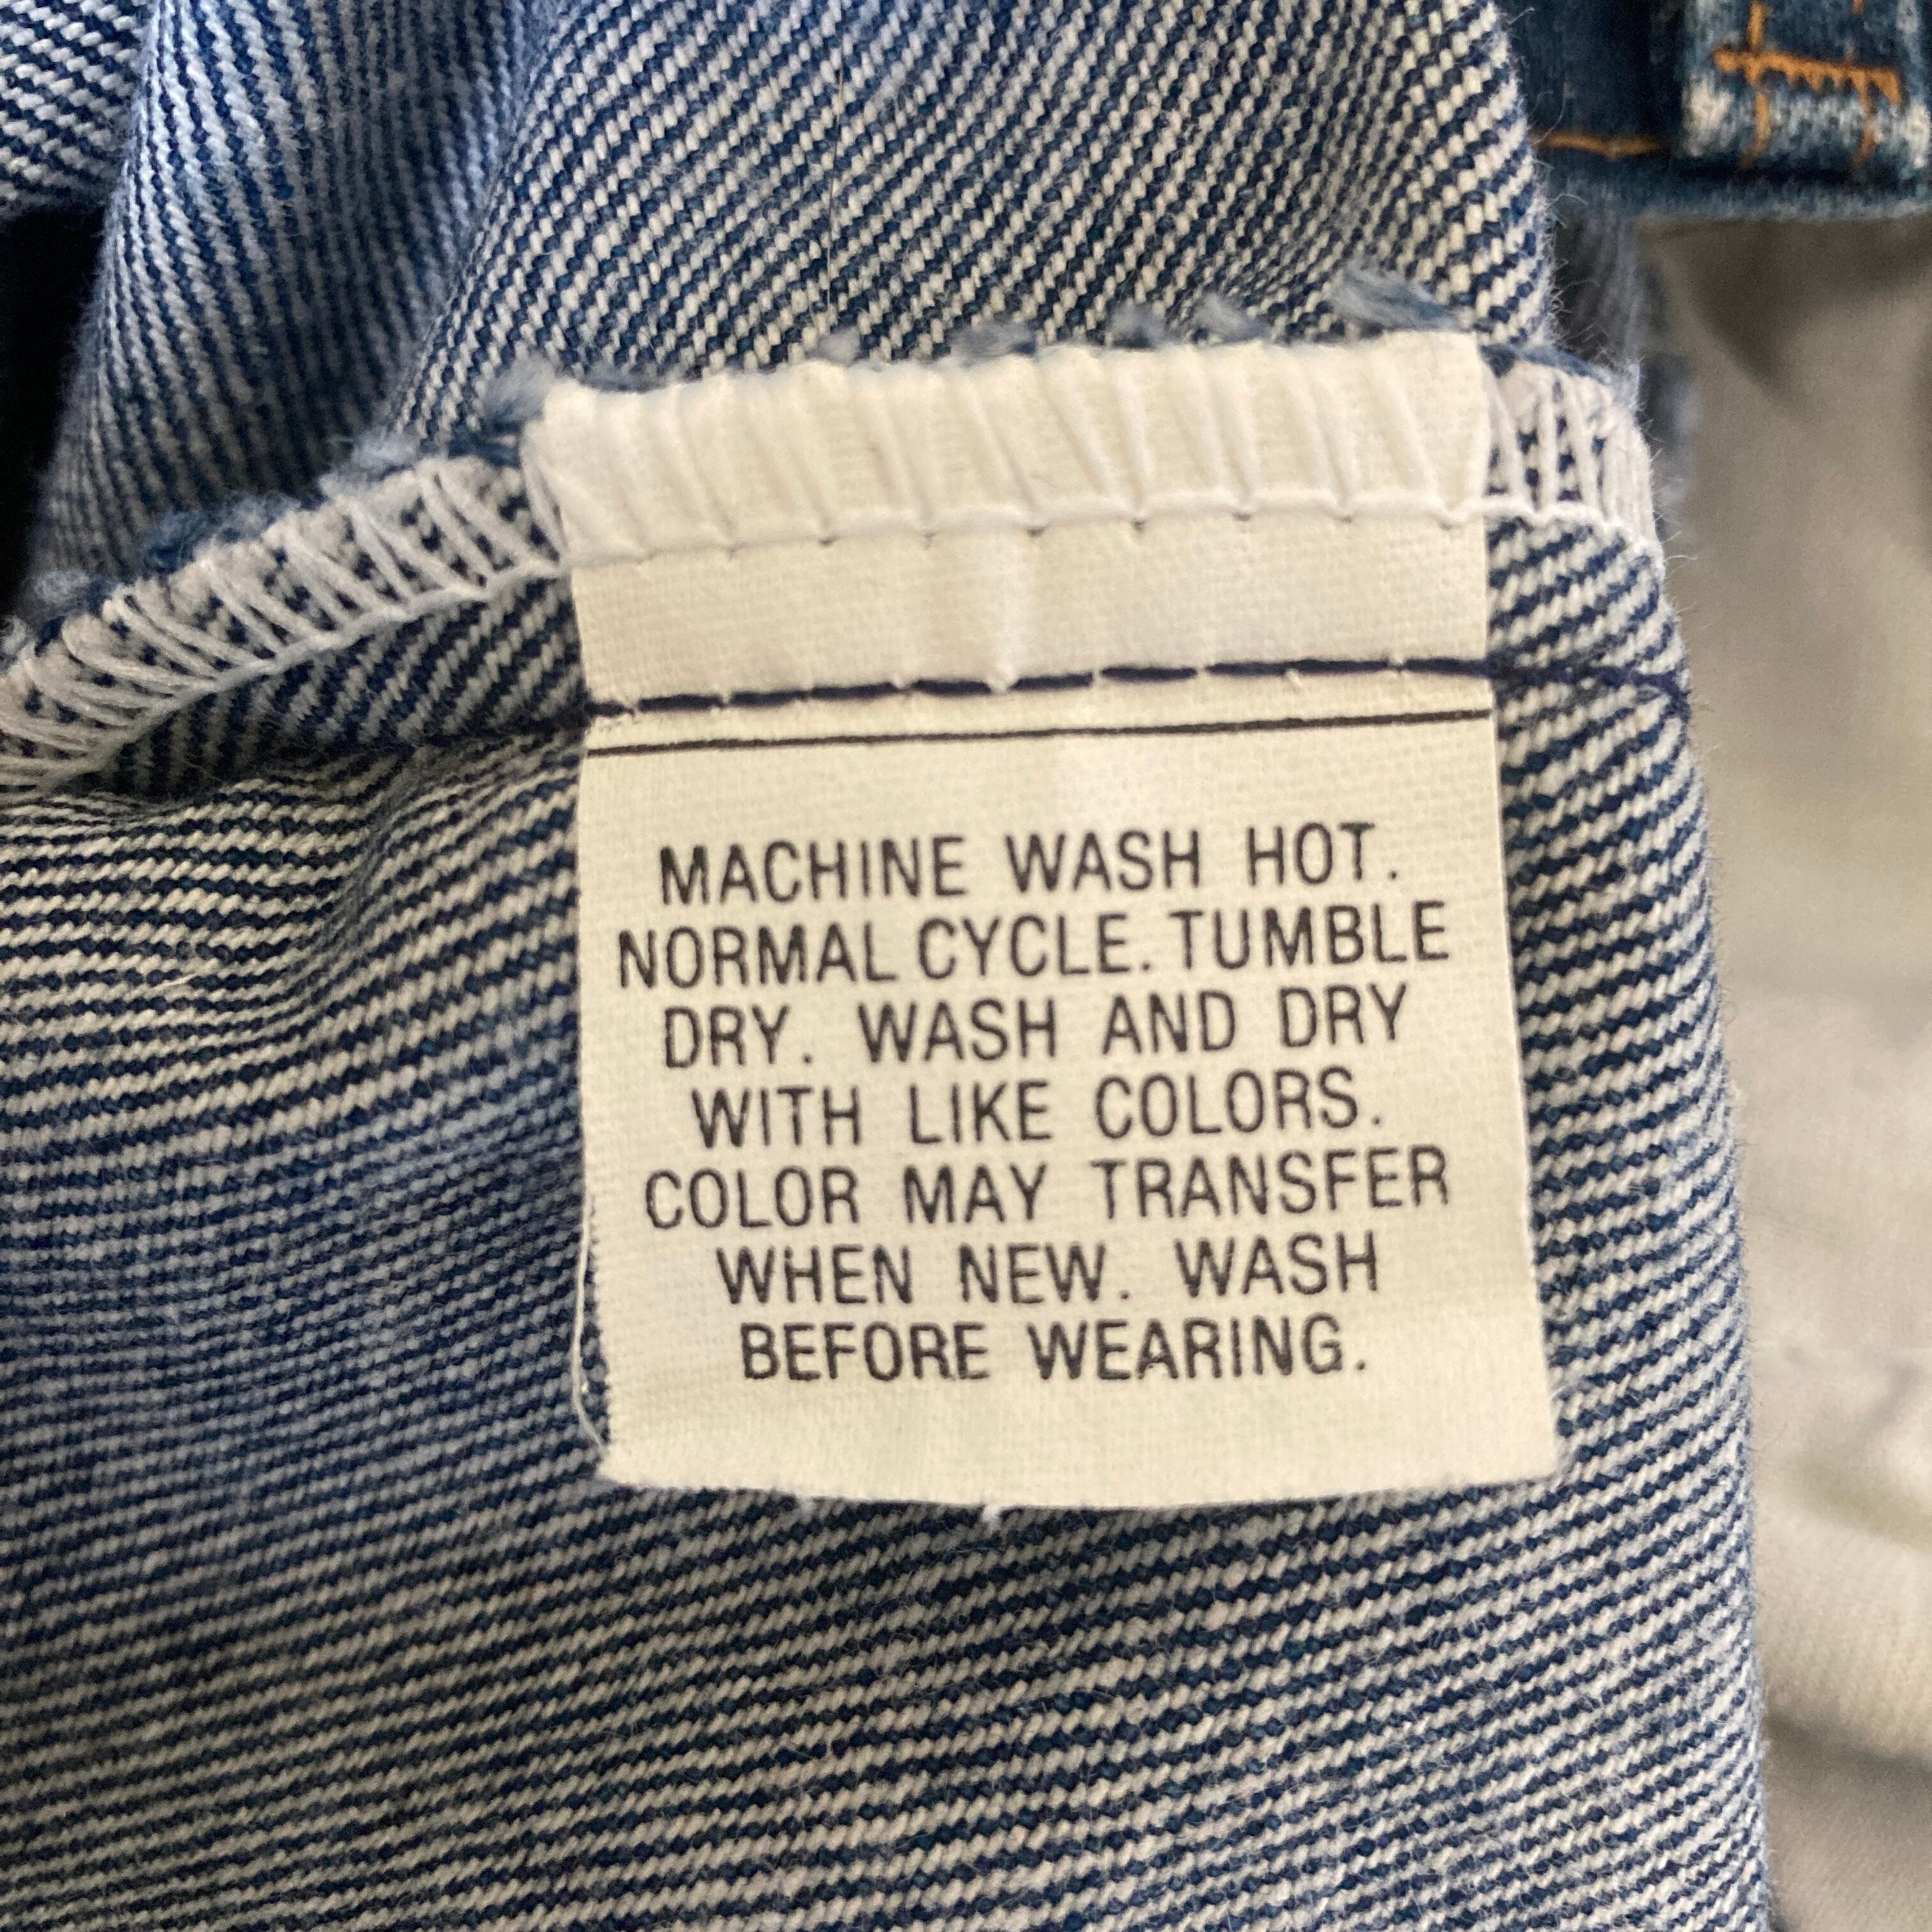 MACHINE WASH HOT.
NORMAL CYCLE. TUMBLE
DRY. WASH AND DRY
WITH LIKE COLORS.
COLOR MAY TRANSFER
WHEN NEW. WASH
BEFORE WEARING.